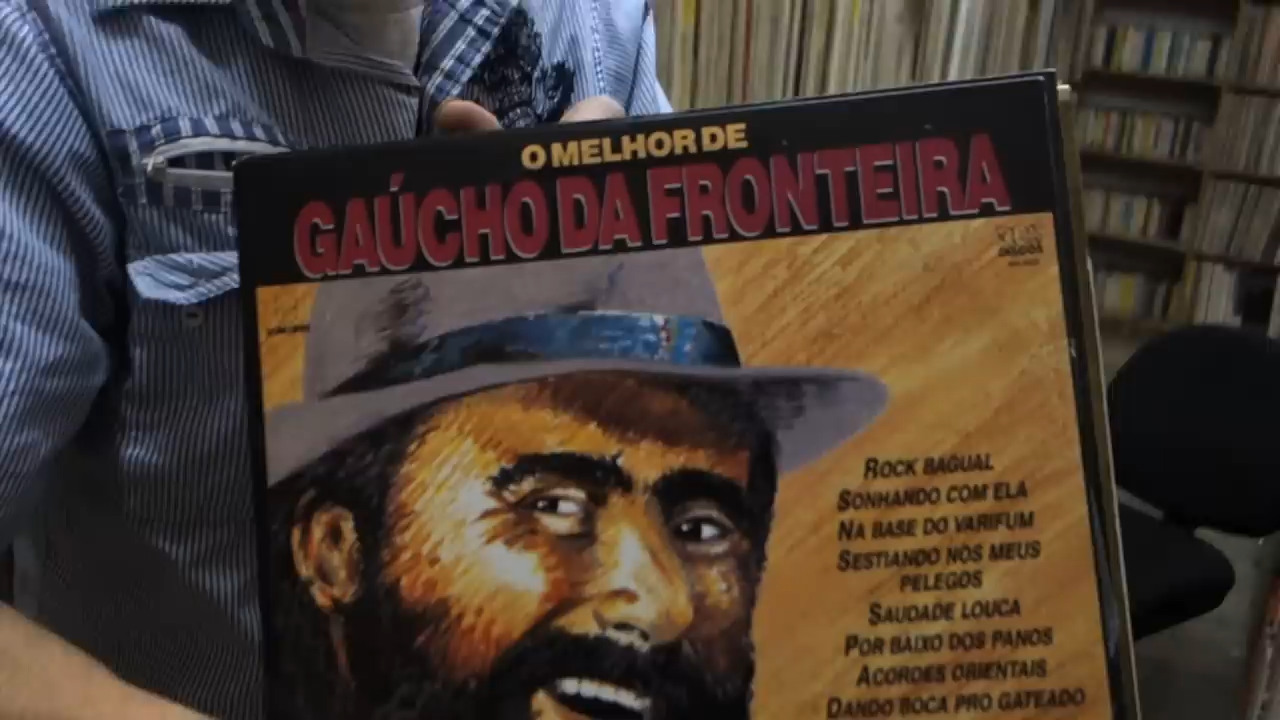 O MELHOR DE
GAÚCHO DA FRONTEIRA
DISCOS
ROCK BAGUAL
SONHANDO COM ELA
NA BASE DO VARIFUM
SESTIANDO NOS MEUS
PELEGOS
SAUDADE LOUCA
POR BAIXO DOS PANOS
ACORDES ORIENTAIS
DANDO BOCA PRO GATEADO